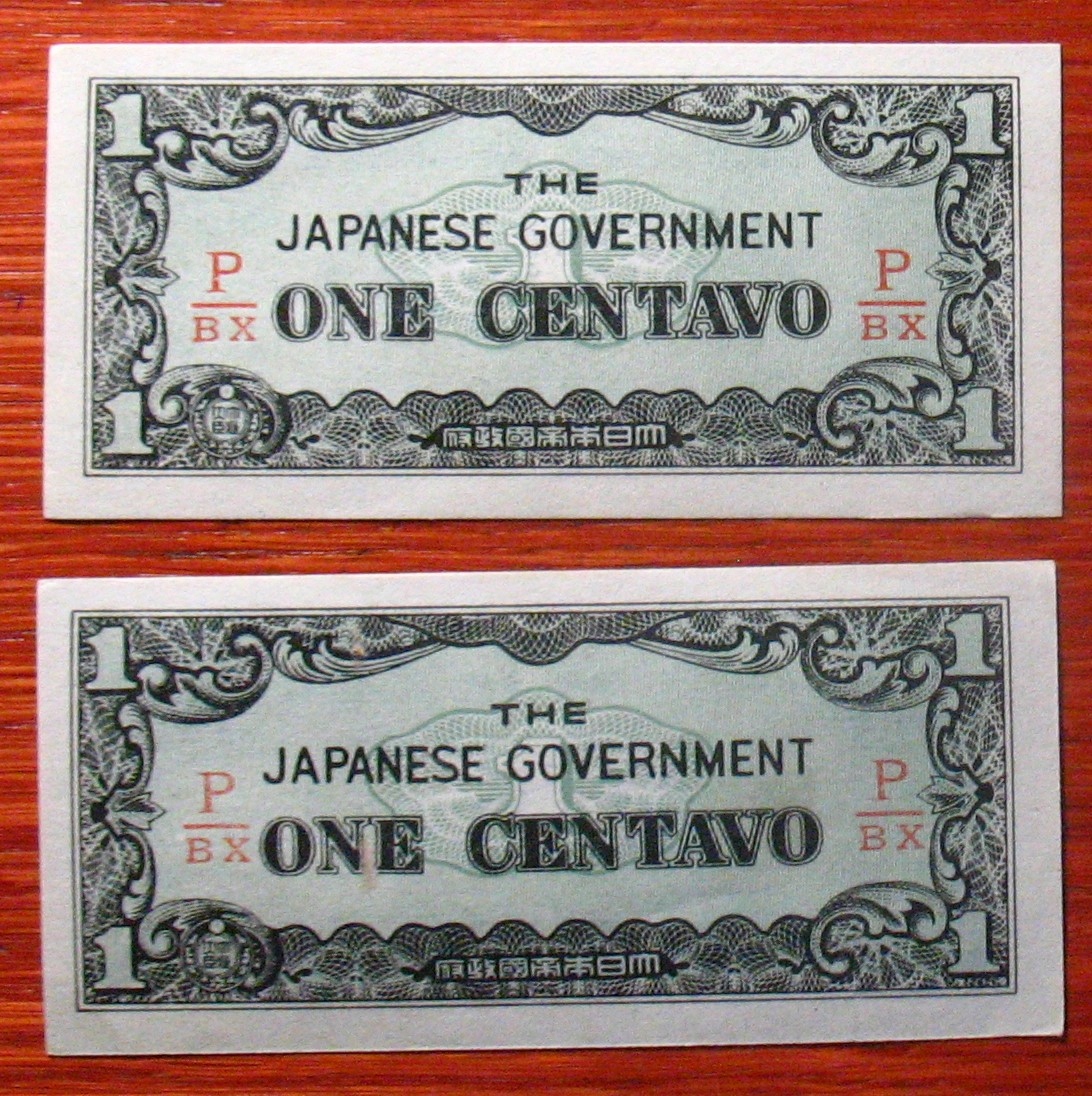 1 1
THE
JAPANESE GOVERNMENT
P P
ONE CENTAVO
BX BX
1 1
大日本帝國政府
1 1
THE
JAPANESE GOVERNMENT
P P
ONE CENTAVO
BX BX
1 1
大日本帝國政府